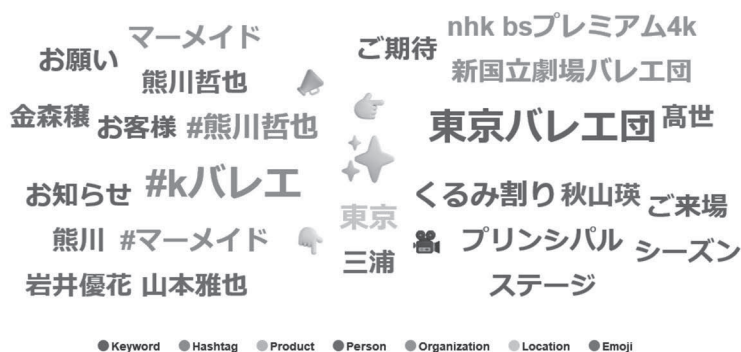 マーメイド
お願い
熊川哲也
金森穣
お客様
#熊川哲也
お知らせ
#kバレエ
熊川
#マーメイド
岩井優花
山本雅也
東京
三浦
nhk bsプレミアム4k
ご期待
新国立劇場バレエ団
東京バレエ団
髙世
くるみ割り
秋山瑛
ご来場
プリンシパル
シーズン
ステージ
Keyword Hashtag Product Person Organization Location Emoji